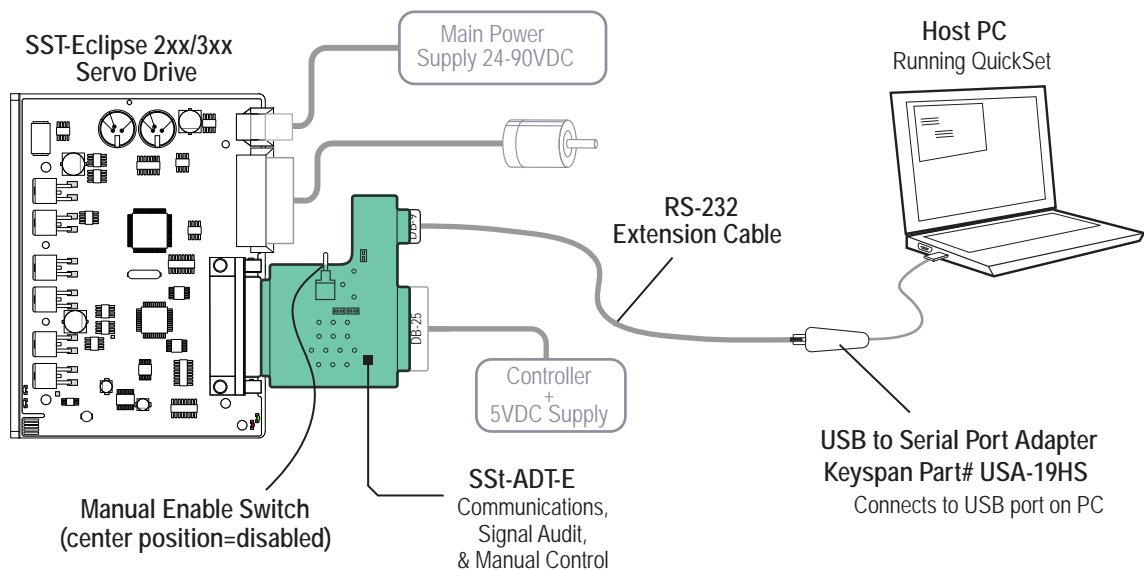 SST-Eclipse 2xx/3xx
Servo Drive
Main Power
Supply 24-90VDC
Host PC
Running QuickSet
DB-9
RS-232
Extension Cable
DB-25
Controller
+
5VDC Supply
USB to Serial Port Adapter
Keyspan Part# USA-19HS
Connects to USB port on PC
Manual Enable Switch
(center position=disabled)
SSt-ADT-E
Communications,
Signal Audit,
& Manual Control